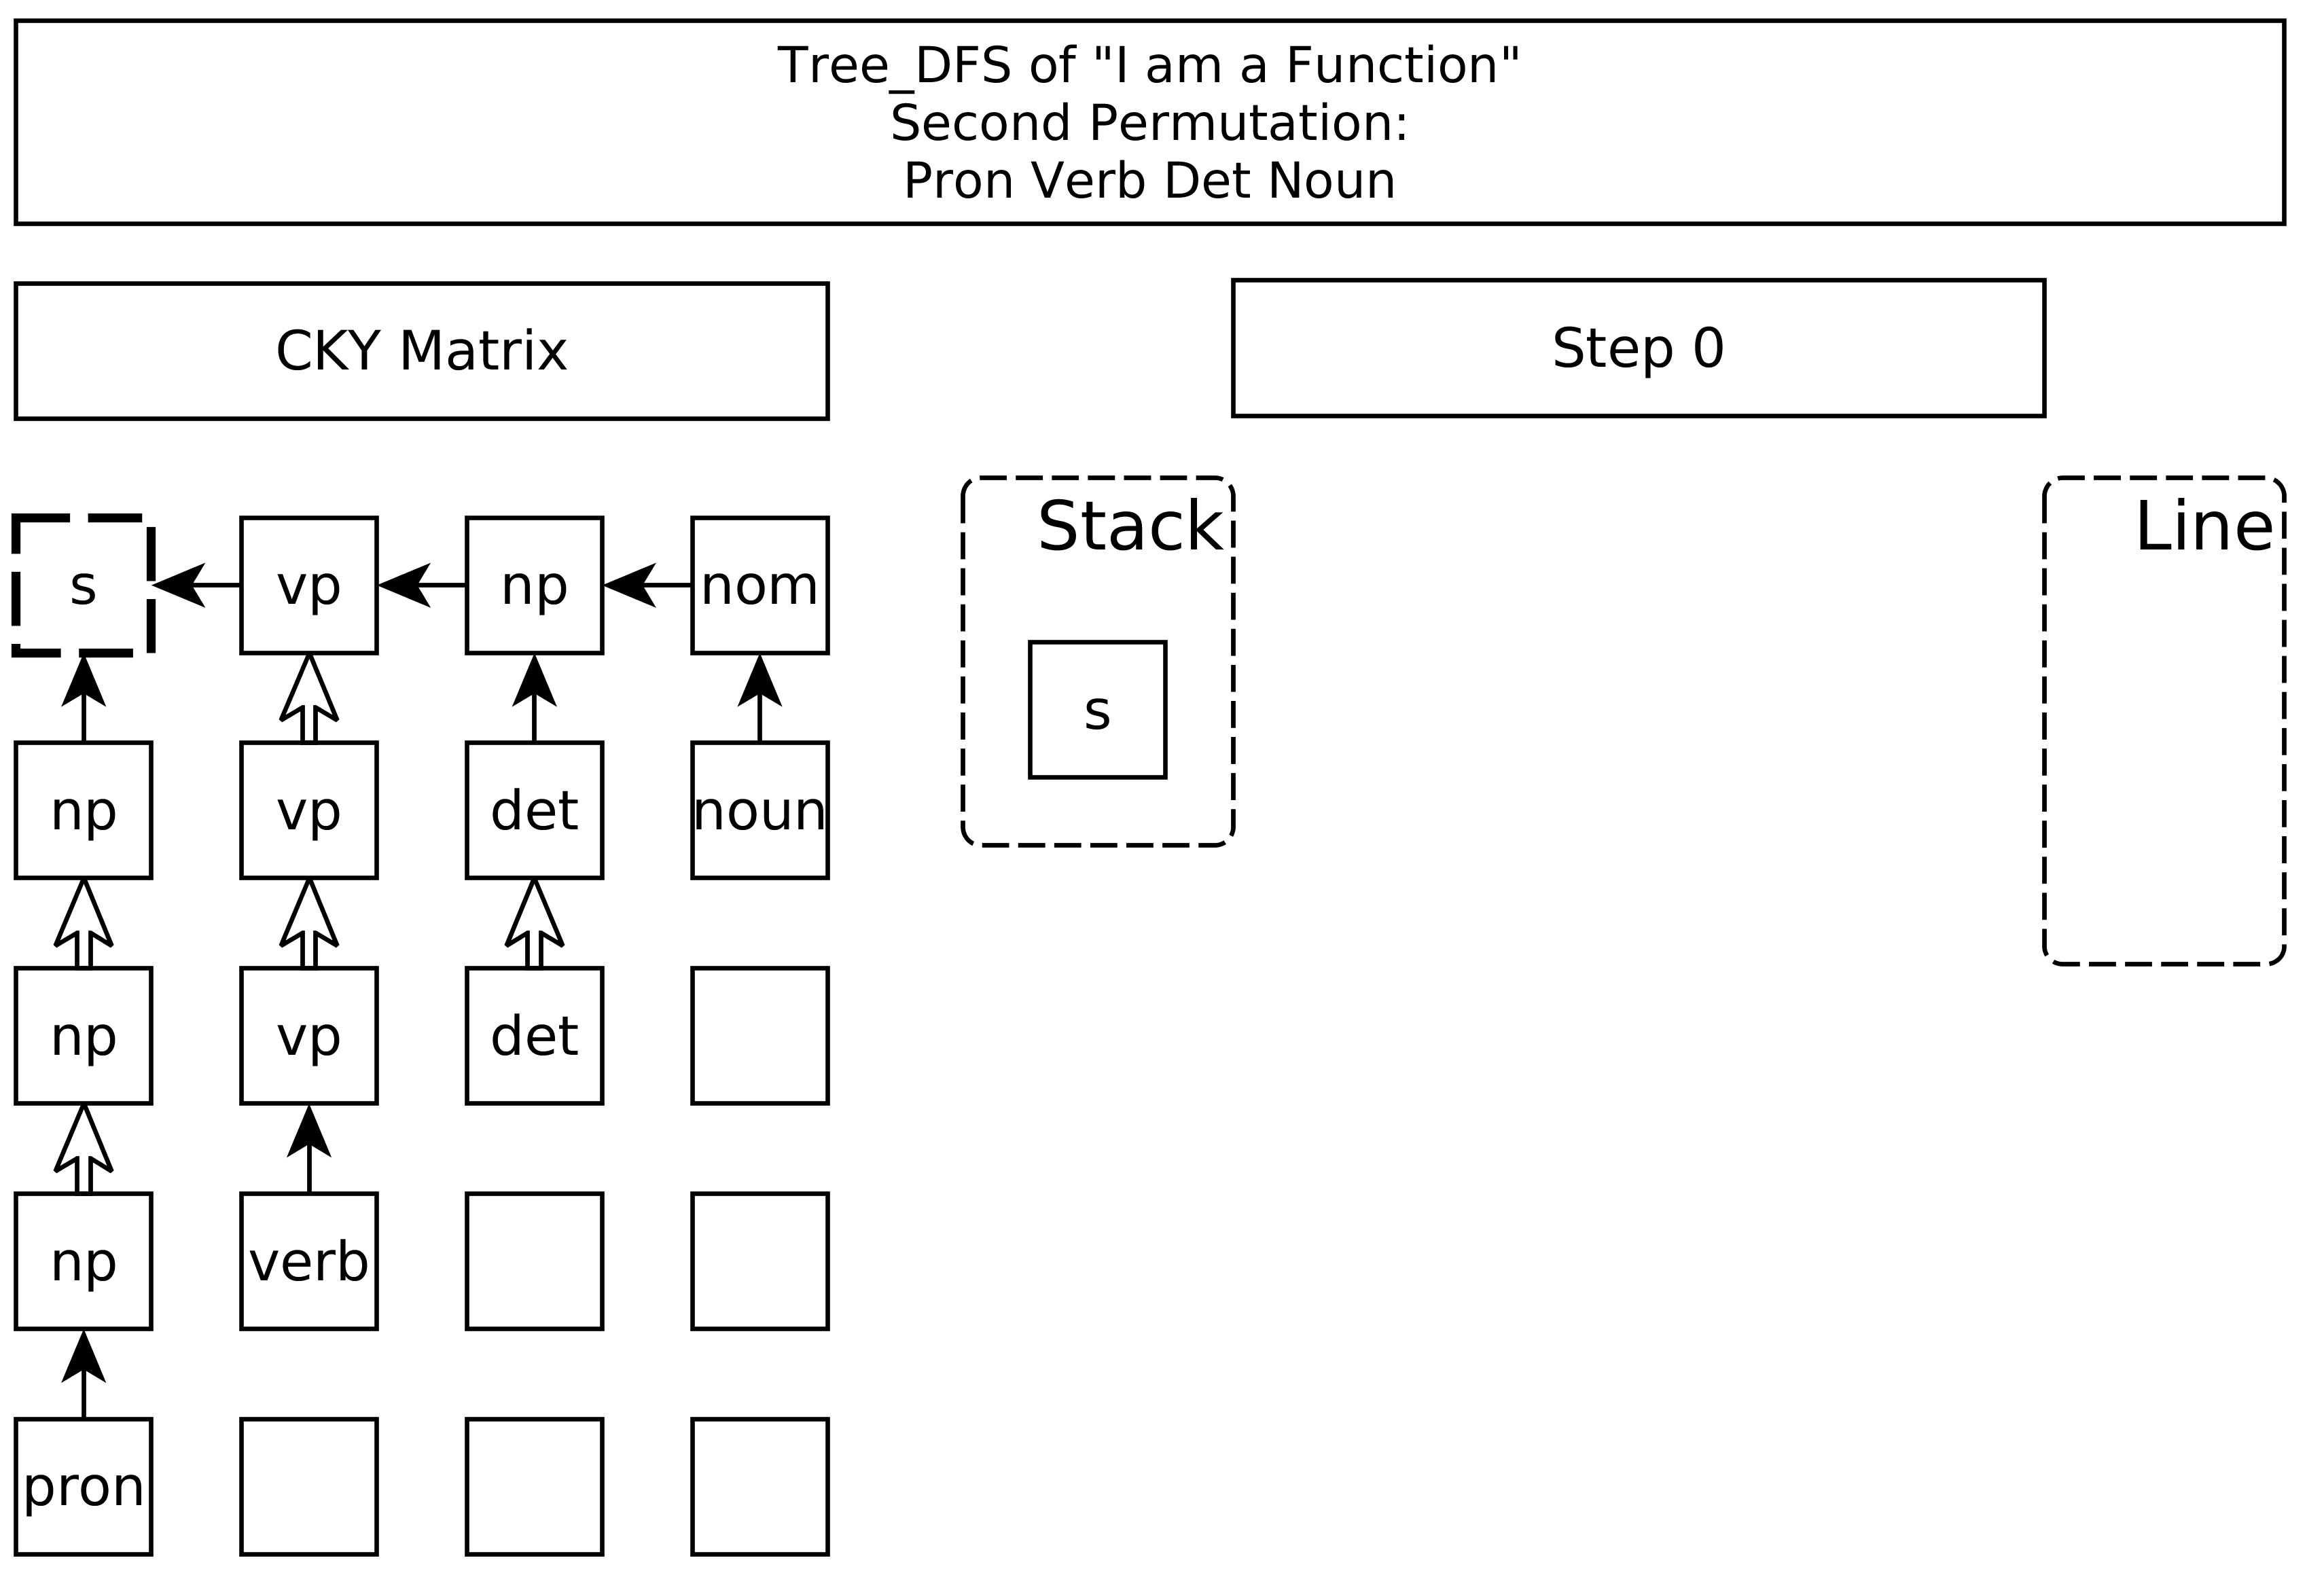 Tree_DFS of "I am a Function"
Second Permutation:
Pron Verb Det Noun
CKY Matrix
Step 0
Stack
Line
s
vp
np
nom
s
np
vp
det
noun
np
vp
det
np
verb
pron